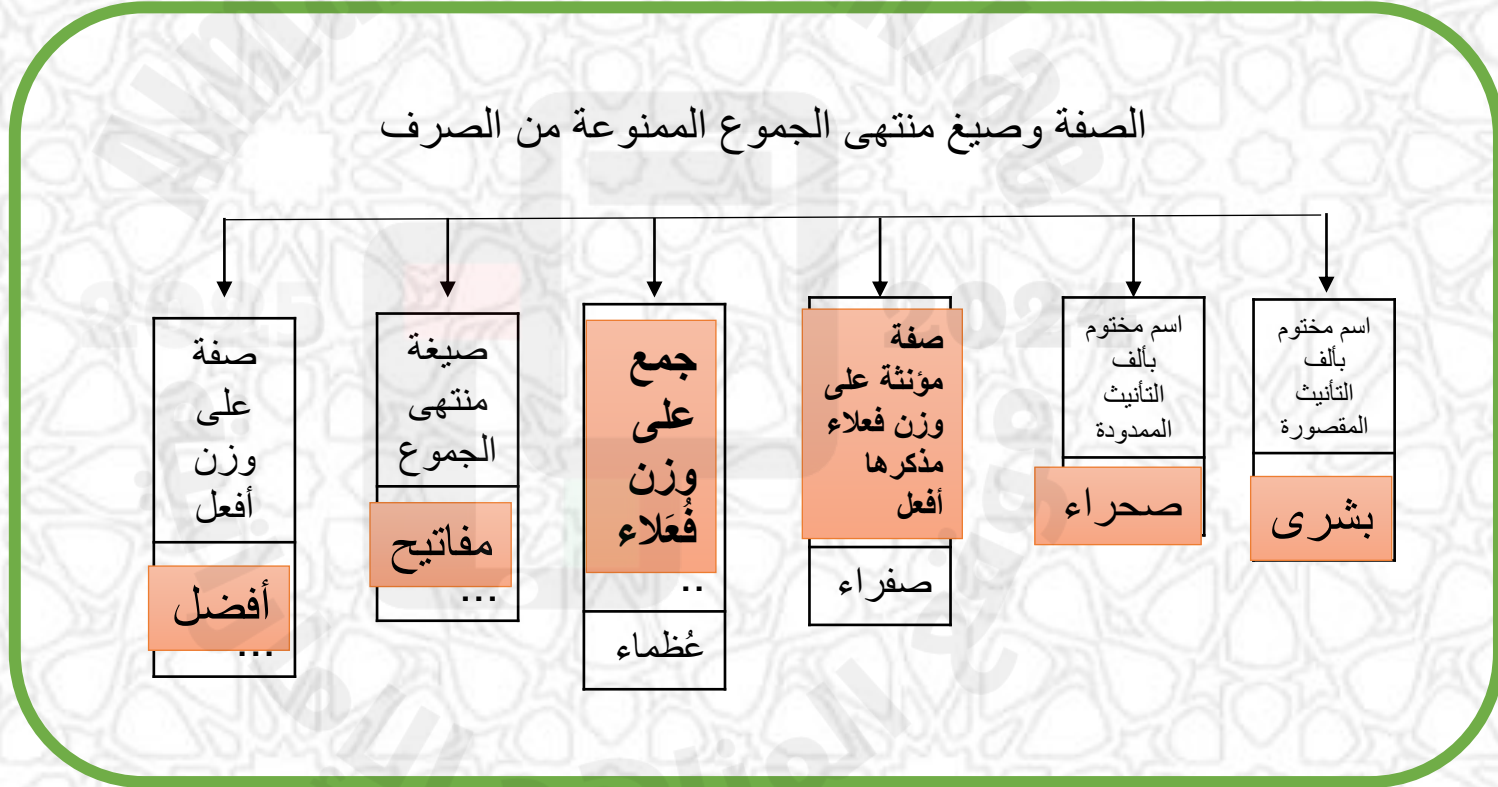 الصفة وصيغ منتهى الجموع الممنوعة من الصرف
اسم مختوم
بألف
التأنيث
المقصورة
بشرى
اسم مختوم
بألف
التأنيث
الممدودة
صحراء
صفة
مؤنثة على
وزن فعلاء
مذكرها
أفعل
صفراء
جمع
على
وزن
فُعَلاء
..
عُظماء
صيغة
منتهى
الجموع
مفاتيح
...
صفة
على
وزن
أفعل
أفضل
...